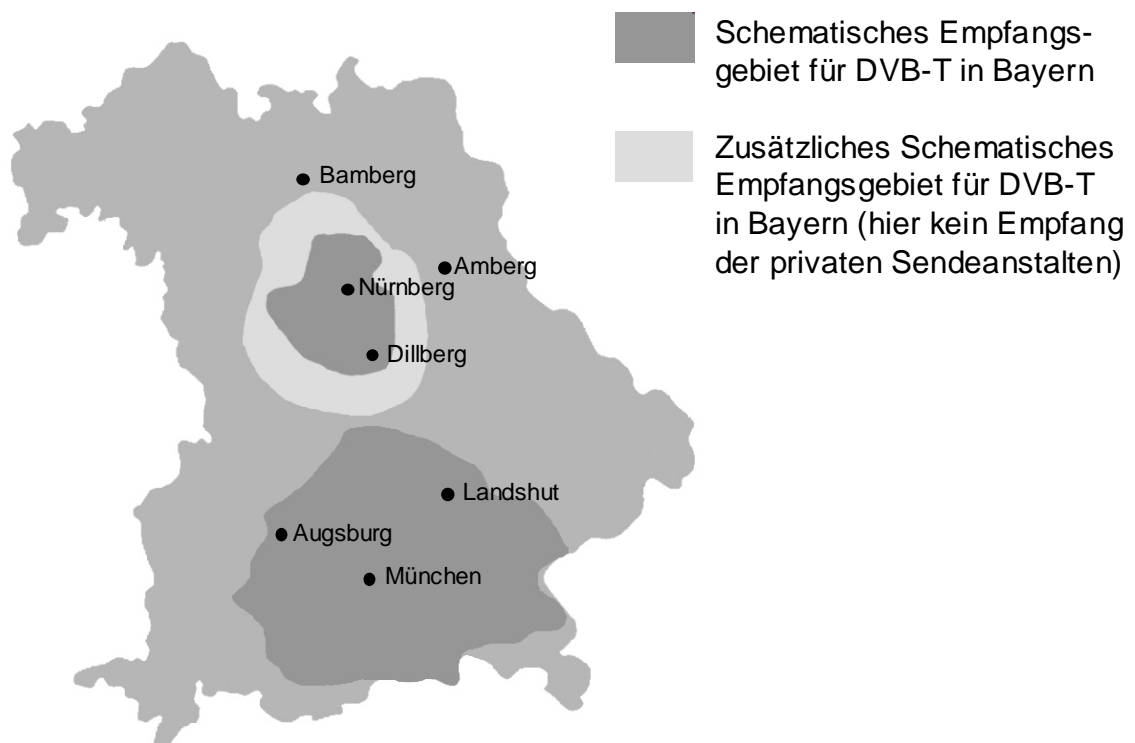 Schematisches Empfangs-
gebiet für DVB-T in Bayern
Zusätzliches Schematisches
Empfangsgebiet für DVB-T
in Bayern (hier kein Empfang
der privaten Sendeanstalten)
Bamberg
Amberg
Nürnberg
Dillberg
Landshut
Augsburg
München